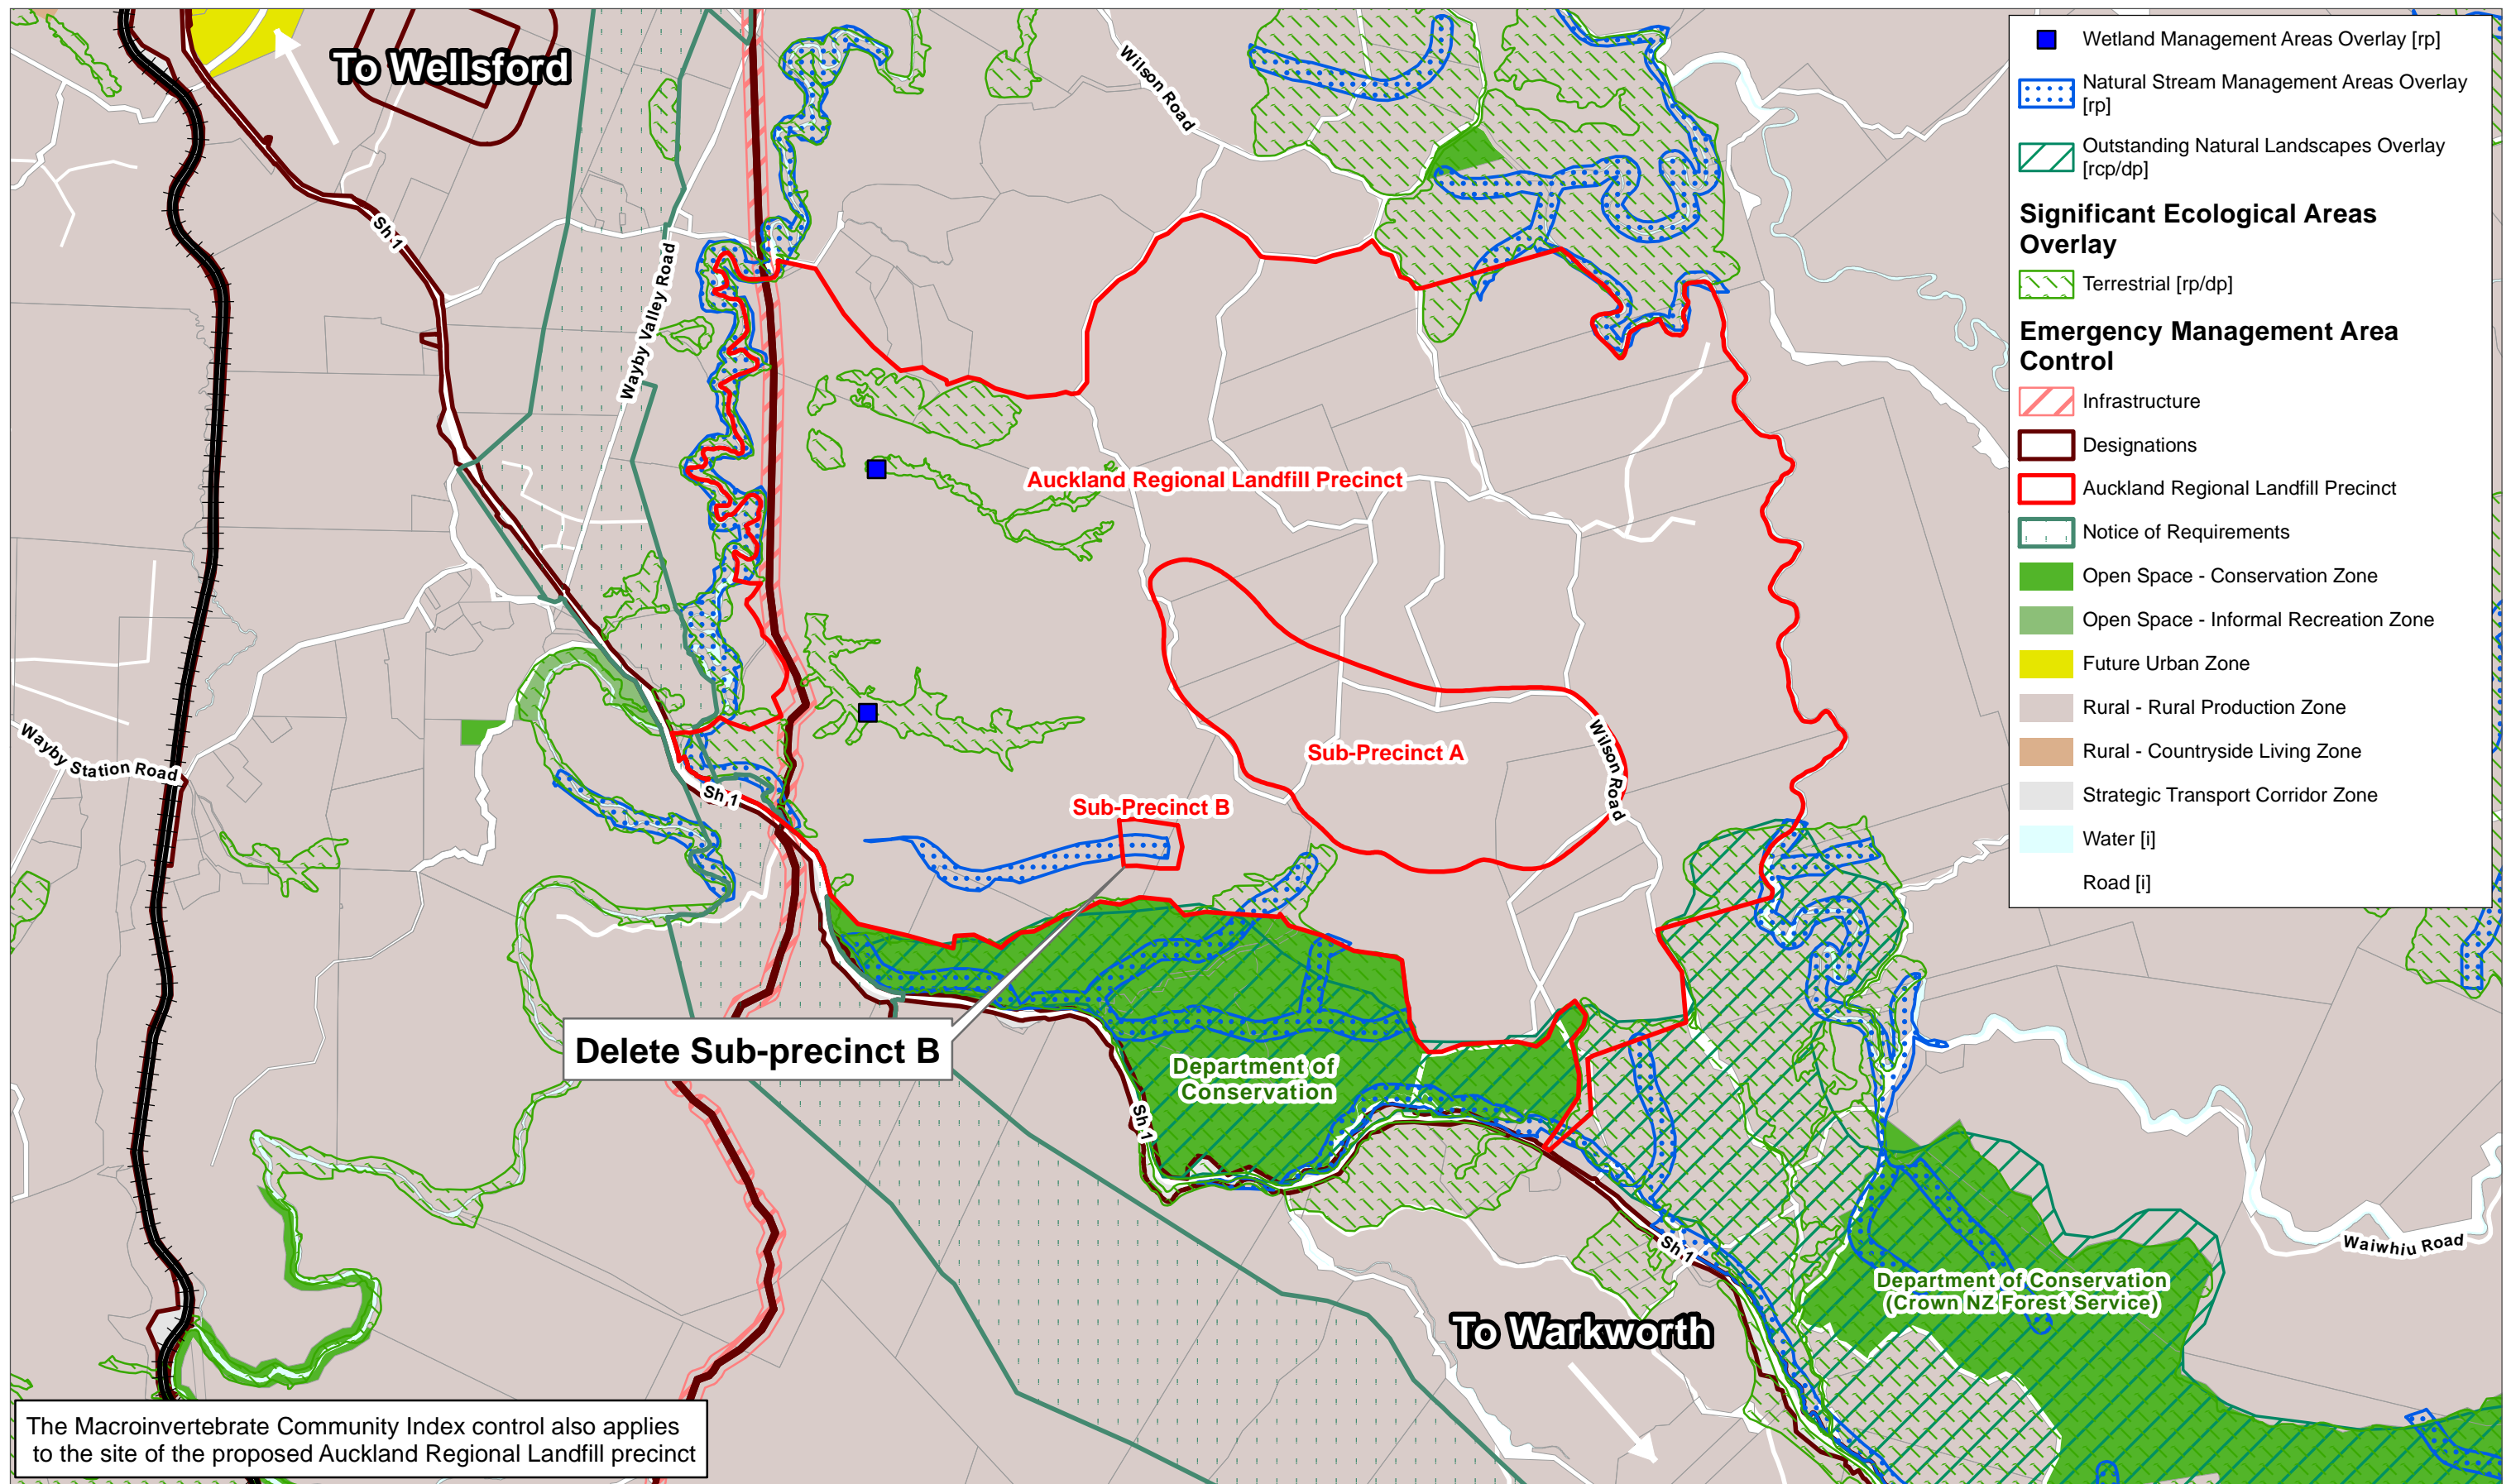 To Wellsford
Wilson Road
Sh 1
Wayby Valley Road
Auckland Regional Landfill Precinct
Wayby Station Road
Sh 1
Sub-Precinct A
Wilson Road
Sub-Precinct B
Delete Sub-precinct B
Department of
Conservation
Sh 1
Sh 1
Waiwhiu Road
Department of Conservation
(Crown NZ Forest Service)
To Warkworth
The Macroinvertebrate Community Index control also applies
to the site of the proposed Auckland Regional Landfill precinct
Wetland Management Areas Overlay [rp]
Natural Stream Management Areas Overlay
[rp]
Outstanding Natural Landscapes Overlay
[rcp/dp]
Significant Ecological Areas
Overlay
Terrestrial [rp/dp]
Emergency Management Area
Control
Infrastructure
Designations
Auckland Regional Landfill Precinct
Notice of Requirements
Open Space - Conservation Zone
Open Space - Informal Recreation Zone
Future Urban Zone
Rural - Rural Production Zone
Rural - Countryside Living Zone
Strategic Transport Corridor Zone
Water [i]
Road [i]